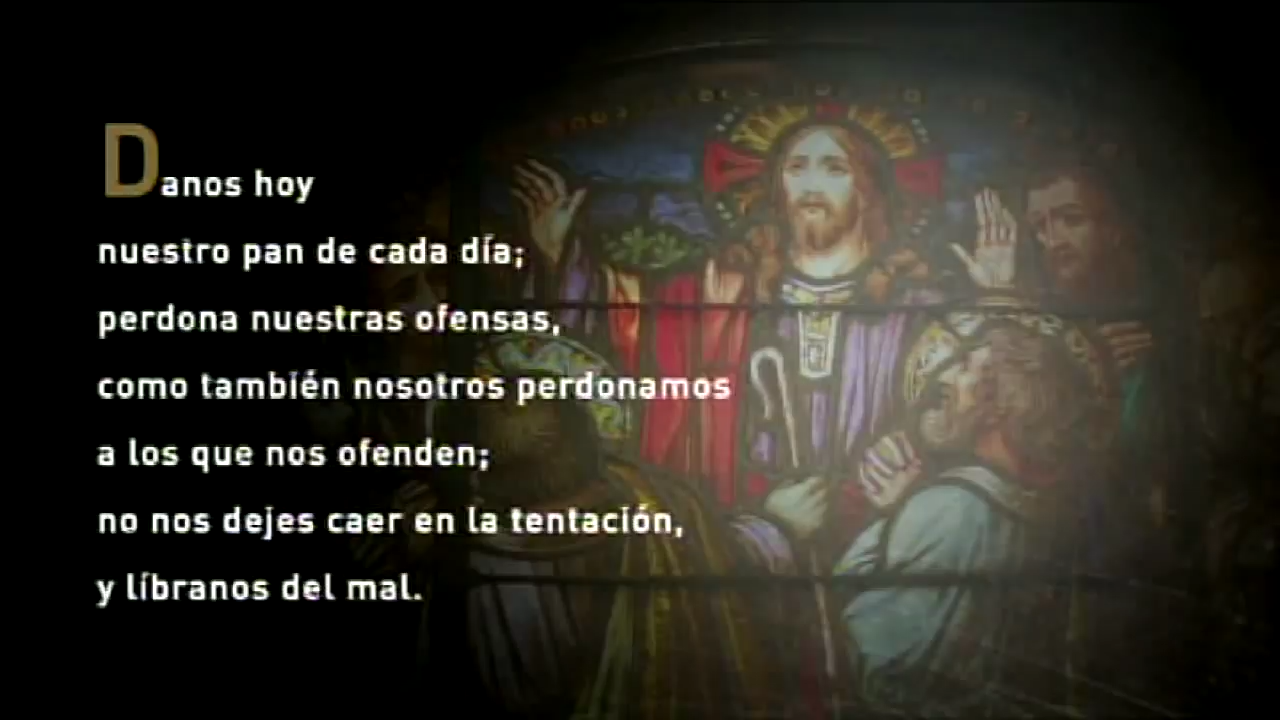 Danos hoy
nuestro pan de cada día;
perdona nuestras ofensas,
como también nosotros perdonamos
a los que nos ofenden;
no nos dejes caer en la tentación,
y líbranos del mal.